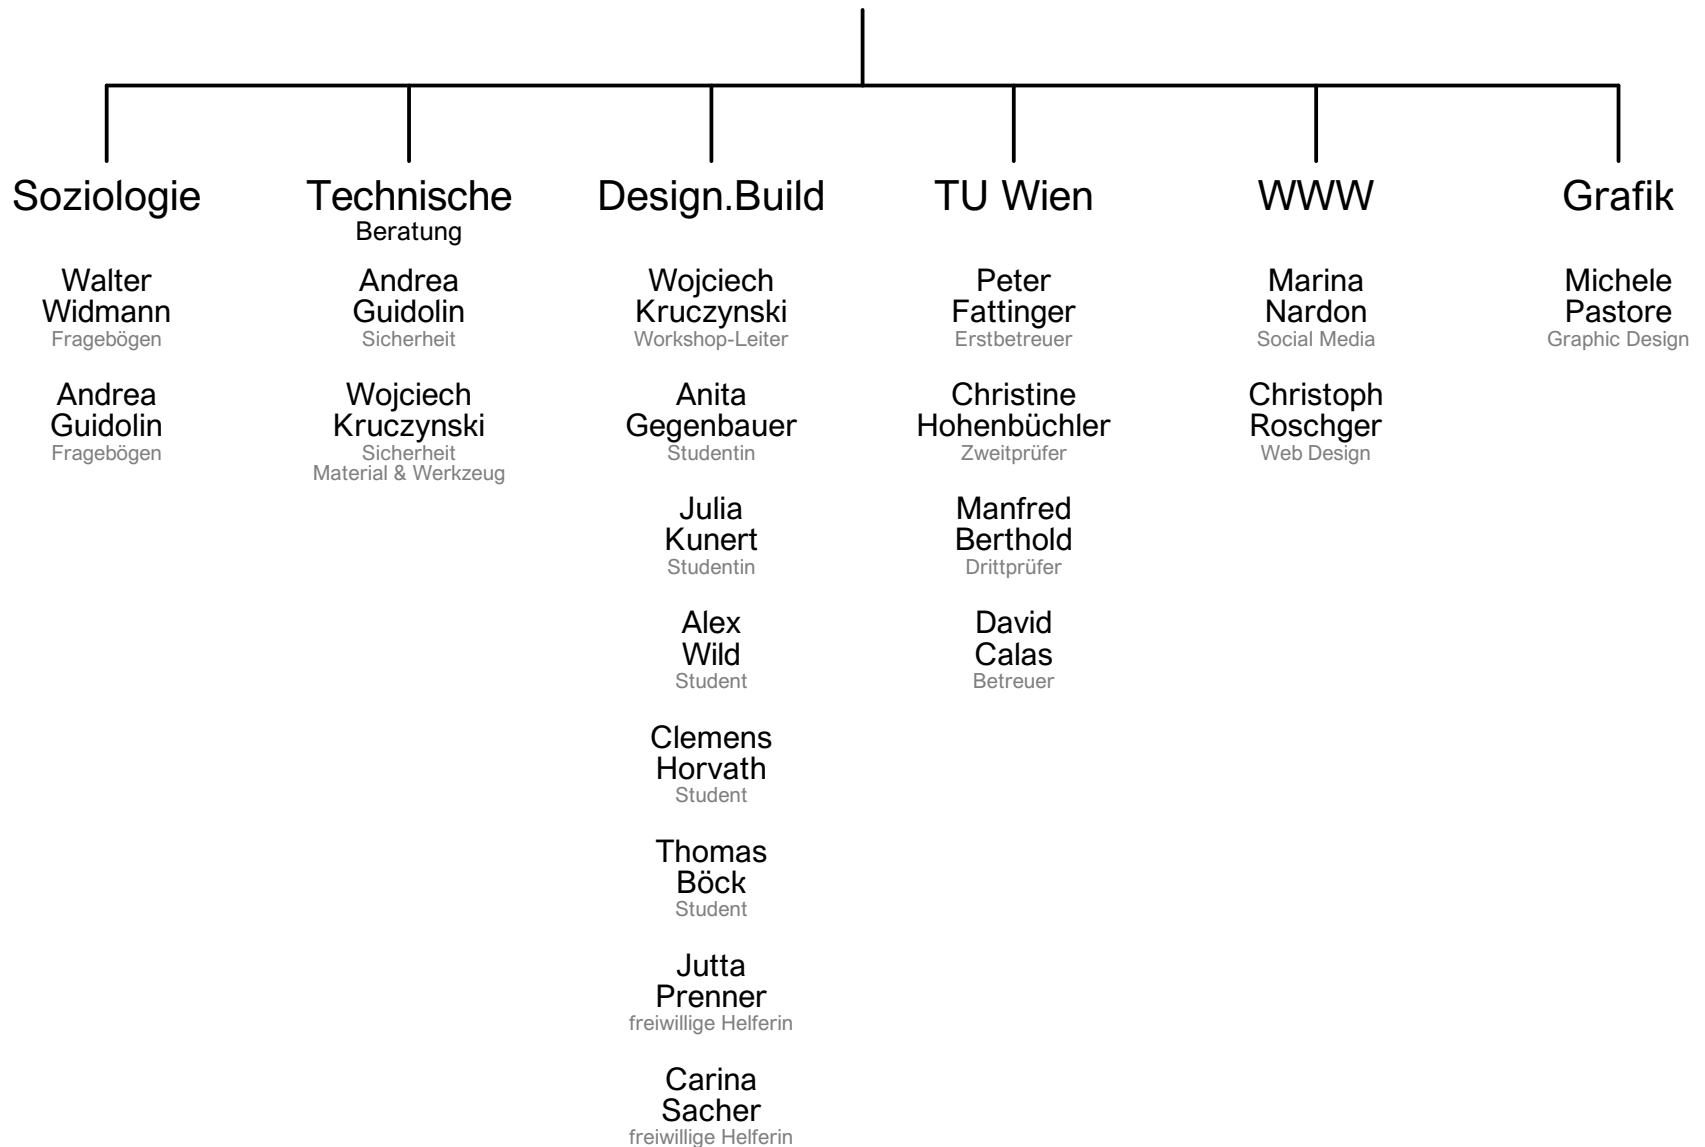 Soziologie
Walter
Widmann
Fragebögen
Andrea
Guidolin
Fragebögen
Technische
Beratung
Andrea
Guidolin
Sicherheit
Wojciech
Kruczynski
Sicherheit
Material & Werkzeug
Design.Build
Wojciech
Kruczynski
Workshop-Leiter
Anita
Gegenbauer
Studentin
Julia
Kunert
Studentin
Alex
Wild
Student
Clemens
Horvath
Student
Thomas
Böck
Student
Jutta
Prenner
freiwillige Helferin
Carina
Sacher
freiwillige Helferin
TU Wien
Peter
Fattinger
Erstbetreuer
Christine
Hohenbüchler
Zweitprüfer
Manfred
Berthold
Drittprüfer
David
Calas
Betreuer
WWW
Marina
Nardon
Social Media
Christoph
Roschger
Web Design
Grafik
Michele
Pastore
Graphic Design